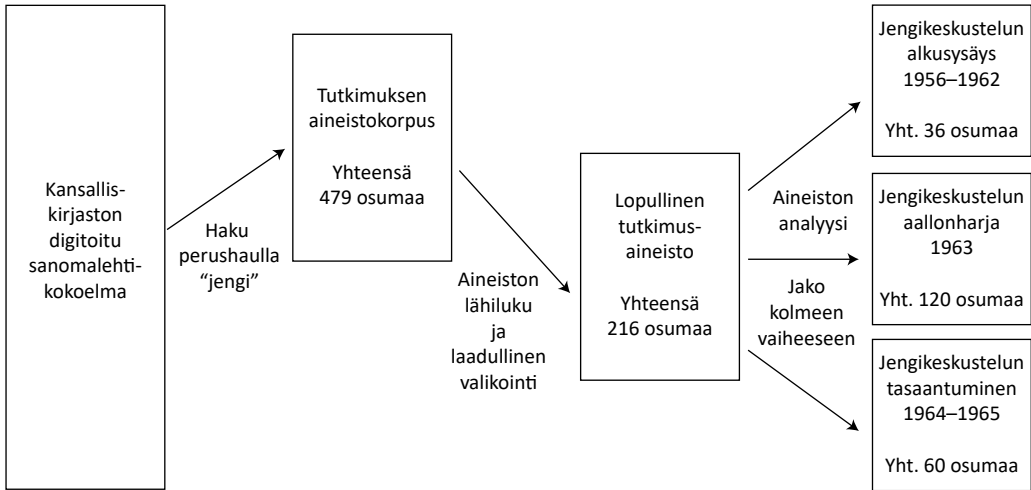 Kansallis-
kirjaston
digitoitu
sanomalehti-
kokoelma
Haku
perushaulla
“jengi”
Tutkimuksen
aineistokorpus
Yhteensä
479 osumaa
Aineiston
lähiluku
ja
laadullinen
valikointi
Lopullinen
tutkimus-
aineisto
Yhteensä
216 osumaa
Aineiston
analyysi
Jako
kolmeen
vaiheeseen
Jengikeskustelun
alkusysäys
1956–1962
Yht. 36 osumaa
Jengikeskustelun
aallonharja
1963
Yht. 120 osumaa
Jengikeskustelun
tasaantuminen
1964–1965
Yht. 60 osumaa